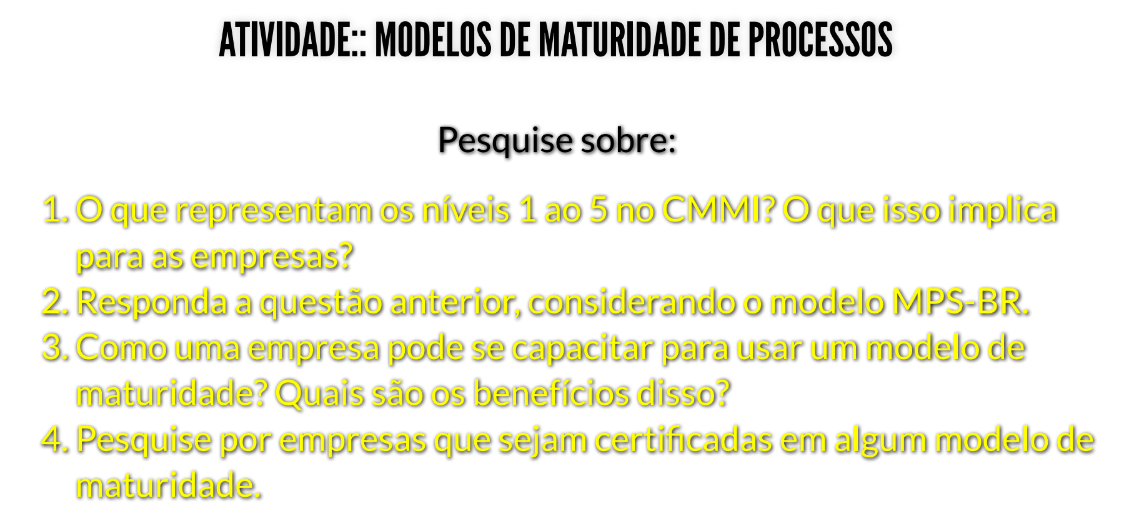 ATIVIDADE:: MODELOS DE MATURIDADE DE PROCESSOS
Pesquise sobre:
1. O que representam os níveis 1 ao 5 no CMMI? O que isso implica
para as empresas?
2. Responda a questão anterior, considerando o modelo MPS-BR.
3. Como uma empresa pode se capacitar para usar um modelo de
maturidade? Quais são os benefícios disso?
4. Pesquise por empresas que sejam certificadas em algum modelo de
maturidade.